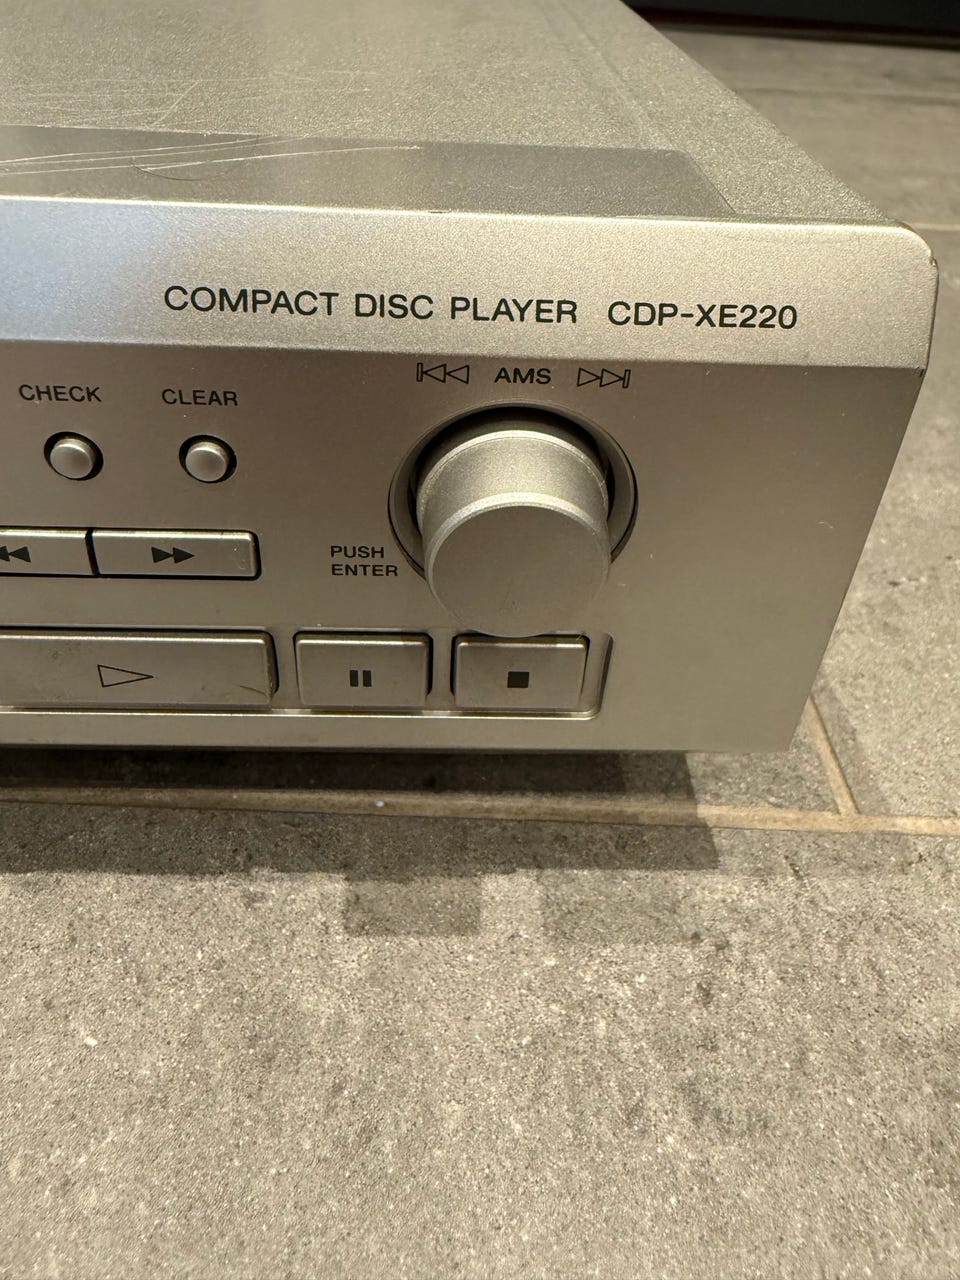 COMPACT DISC PLAYER CDP-XE220
AMS
CHECK CLEAR
PUSH
ENTER